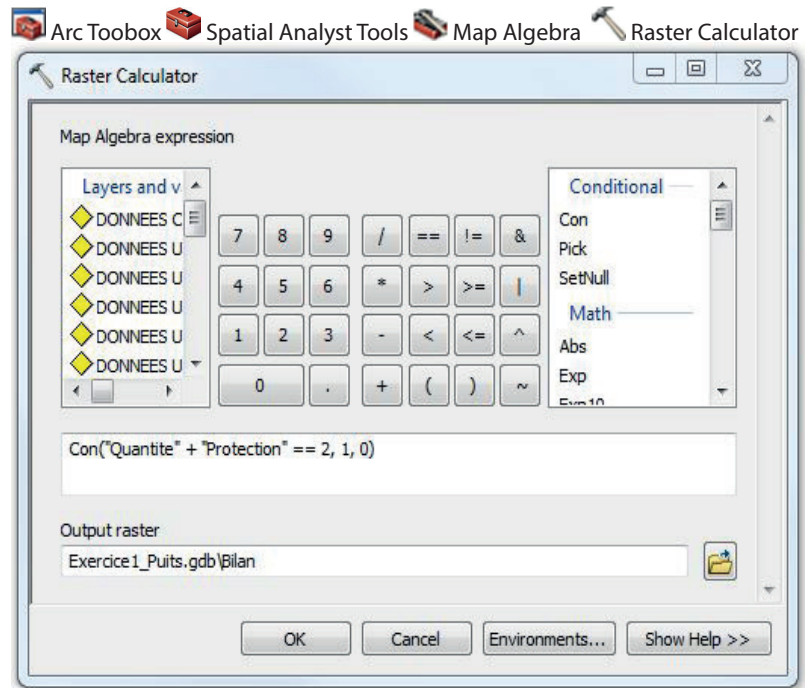 Arc Toobox Spatial Analyst Tools Map Algebra Raster Calculator
Raster Calculator
Map Algebra expression
Layers and v
DONNEES C
DONNEES U
DONNEES U
DONNEES U
DONNEES U
DONNEES U
7 8 9 / == != &
4 5 6 * > >= |
1 2 3 - < <= ^
0 . + ( ) ~
Conditional
Con
Pick
SetNull
Math
Abs
Exp
Exp10
Con("Quantite" + "Protection" == 2, 1, 0)
Output raster
Exercice1_Puits.gdb\Bilan
OK Cancel Environments... Show Help >>